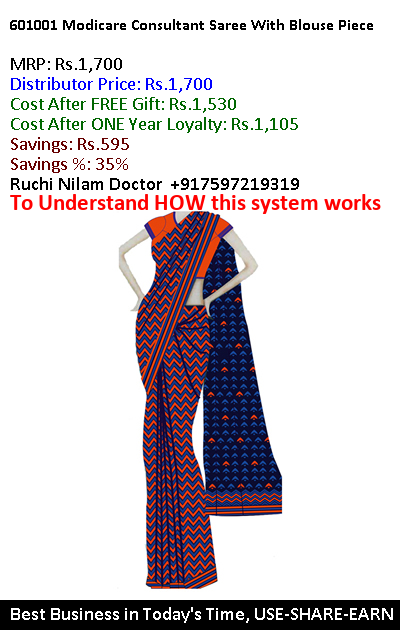 601001 Modicare Consultant Saree With Blouse Piece
MRP: Rs.1,700
Distributor Price: Rs.1,700
Cost After FREE Gift: Rs.1,530
Cost After ONE Year Loyalty: Rs.1,105
Savings: Rs.595
Savings %: 35%
Ruchi Nilam Doctor +917597219319
To Understand HOW this system works
Best Business in Today's Time, USE-SHARE-EARN